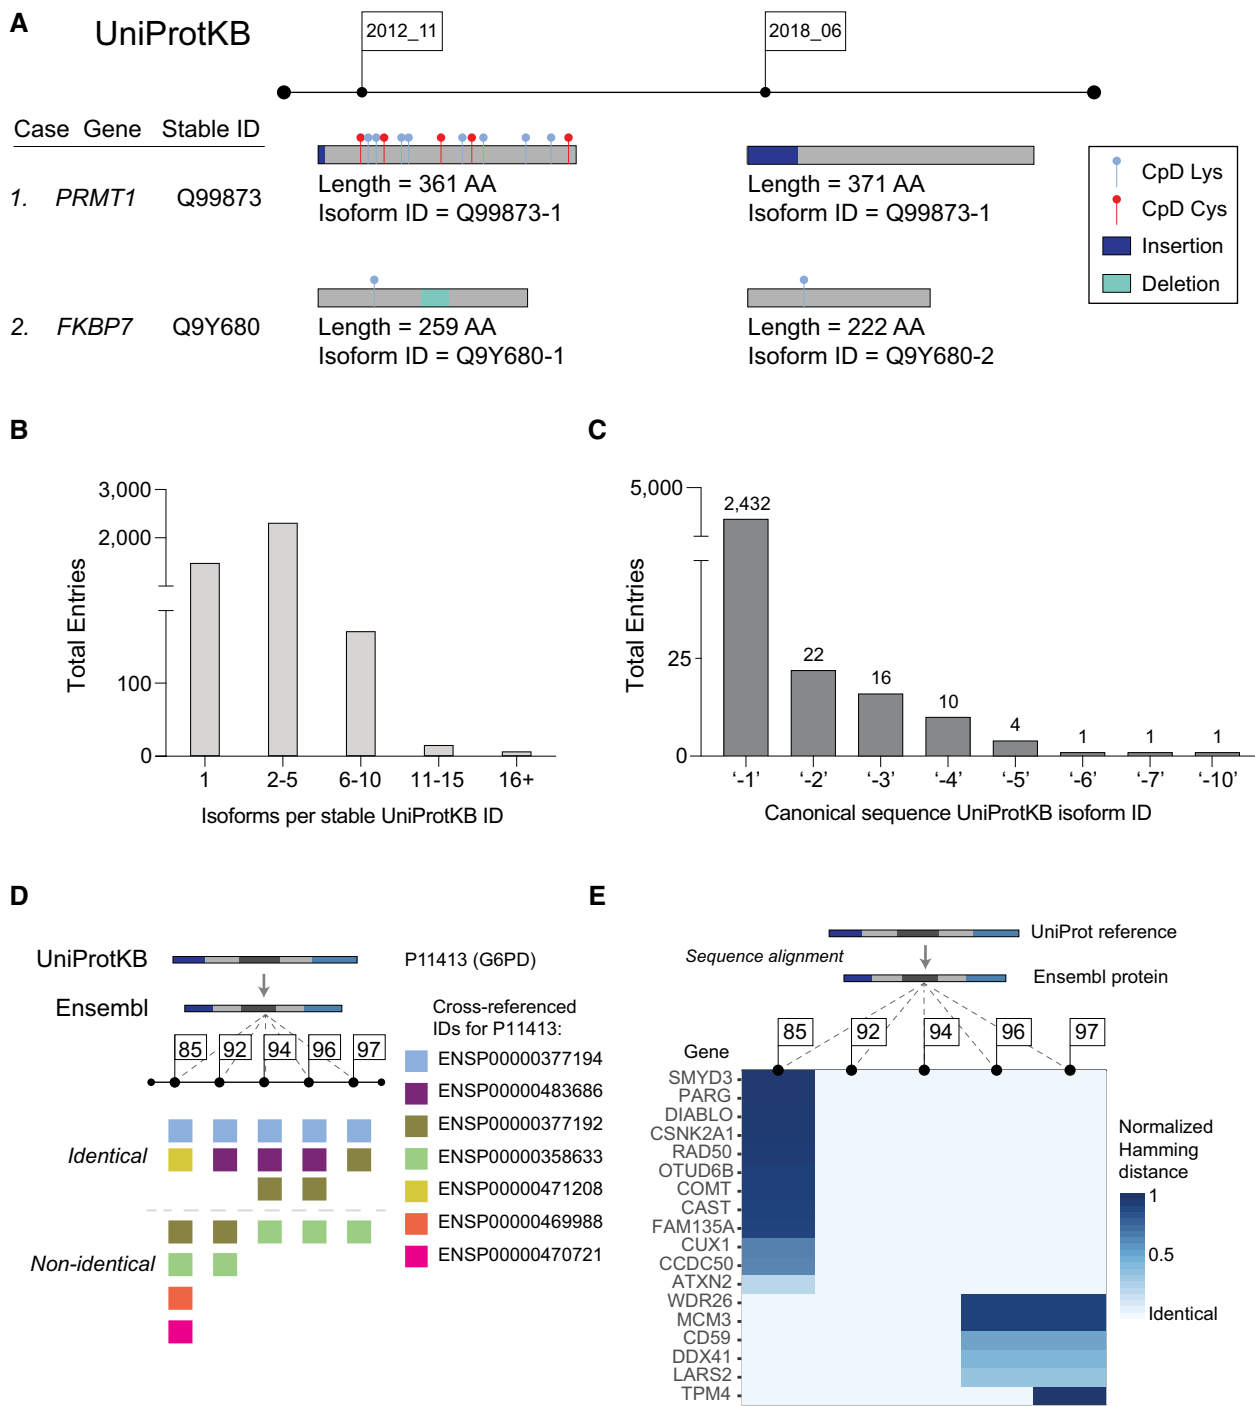 A
UniProtKB
2012_11
2018_06
Case Gene Stable ID
1. PRMT1 Q99873
Length = 361 AA
Isoform ID = Q99873-1
Length = 371 AA
Isoform ID = Q99873-1
2. FKBP7 Q9Y680
Length = 259 AA
Isoform ID = Q9Y680-1
Length = 222 AA
Isoform ID = Q9Y680-2
CpD Lys
CpD Cys
Insertion
Deletion
B
Total Entries
3,000
2,000
100
0
1 2-5 6-10 11-15 16+
Isoforms per stable UniProtKB ID
C
Total Entries
5,000
25
0
2,432
22
16
10
4
1
1
1
‘-1’ ‘-2’ ‘-3’ ‘-4’ ‘-5’ ‘-6’ ‘-7’ ‘-10’
Canonical sequence UniProtKB isoform ID
D
UniProtKB
P11413 (G6PD)
Ensembl
85 92 94 96 97
Identical
Non-identical
Cross-referenced
IDs for P11413:
ENSP00000377194
ENSP00000483686
ENSP00000377192
ENSP00000358633
ENSP00000471208
ENSP00000469988
ENSP00000470721
E
UniProt reference
Sequence alignment
Ensembl protein
85 92 94 96 97
Gene
SMYD3
PARG
DIABLO
CSNK2A1
RAD50
OTUD6B
COMT
CAST
FAM135A
CUX1
CCDC50
ATXN2
WDR26
MCM3
CD59
DDX41
LARS2
TPM4
Normalized
Hamming
distance
1
0.5
Identical